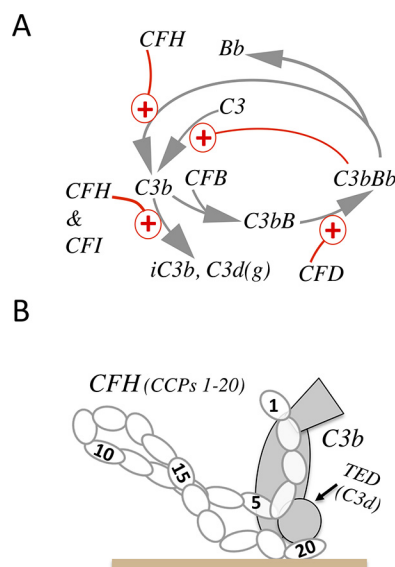 A
CFH
Bb
+
C3
+
CFH
&
CFI
C3b
CFB
C3bBb
+
C3bB
+
iC3b, C3d(g)
CFD
B
CFH (CCPs 1-20)
1
C3b
10
15
TED
(C3d)
5
20